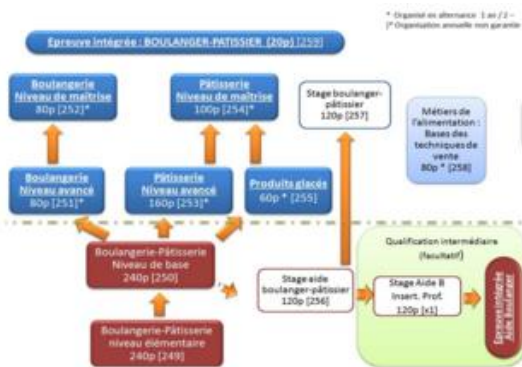 * Organisé en alternance 1 an / 2 –
)* Organisation annuelle non garantie
Epreuve intégrée : BOULANGER-PATISSIER (20p) [259]
Boulangerie
Niveau de maîtrise
80p [252]*
Pâtisserie
Niveau de maîtrise
100p [254]*
Stage boulanger-
pâtissier
120p [257]
Métiers de
l'alimentation :
Bases des
techniques de
vente
80p * [258]
Boulangerie
Niveau avancé
80p [251]*
Pâtisserie
Niveau avancé
160p [253]*
Produits glacés
60p * [255]
Boulangerie-Pâtisserie
Niveau de base
240p [250]
Qualification intermédiaire
(facultatif)
Stage aide
boulanger-pâtissier
120p [256]
Stage Aide B
Insert. Prof.
120p [x1]
Epreuve intégrée
Aide boulanger
Boulangerie-Pâtisserie
niveau élémentaire
240p [249]